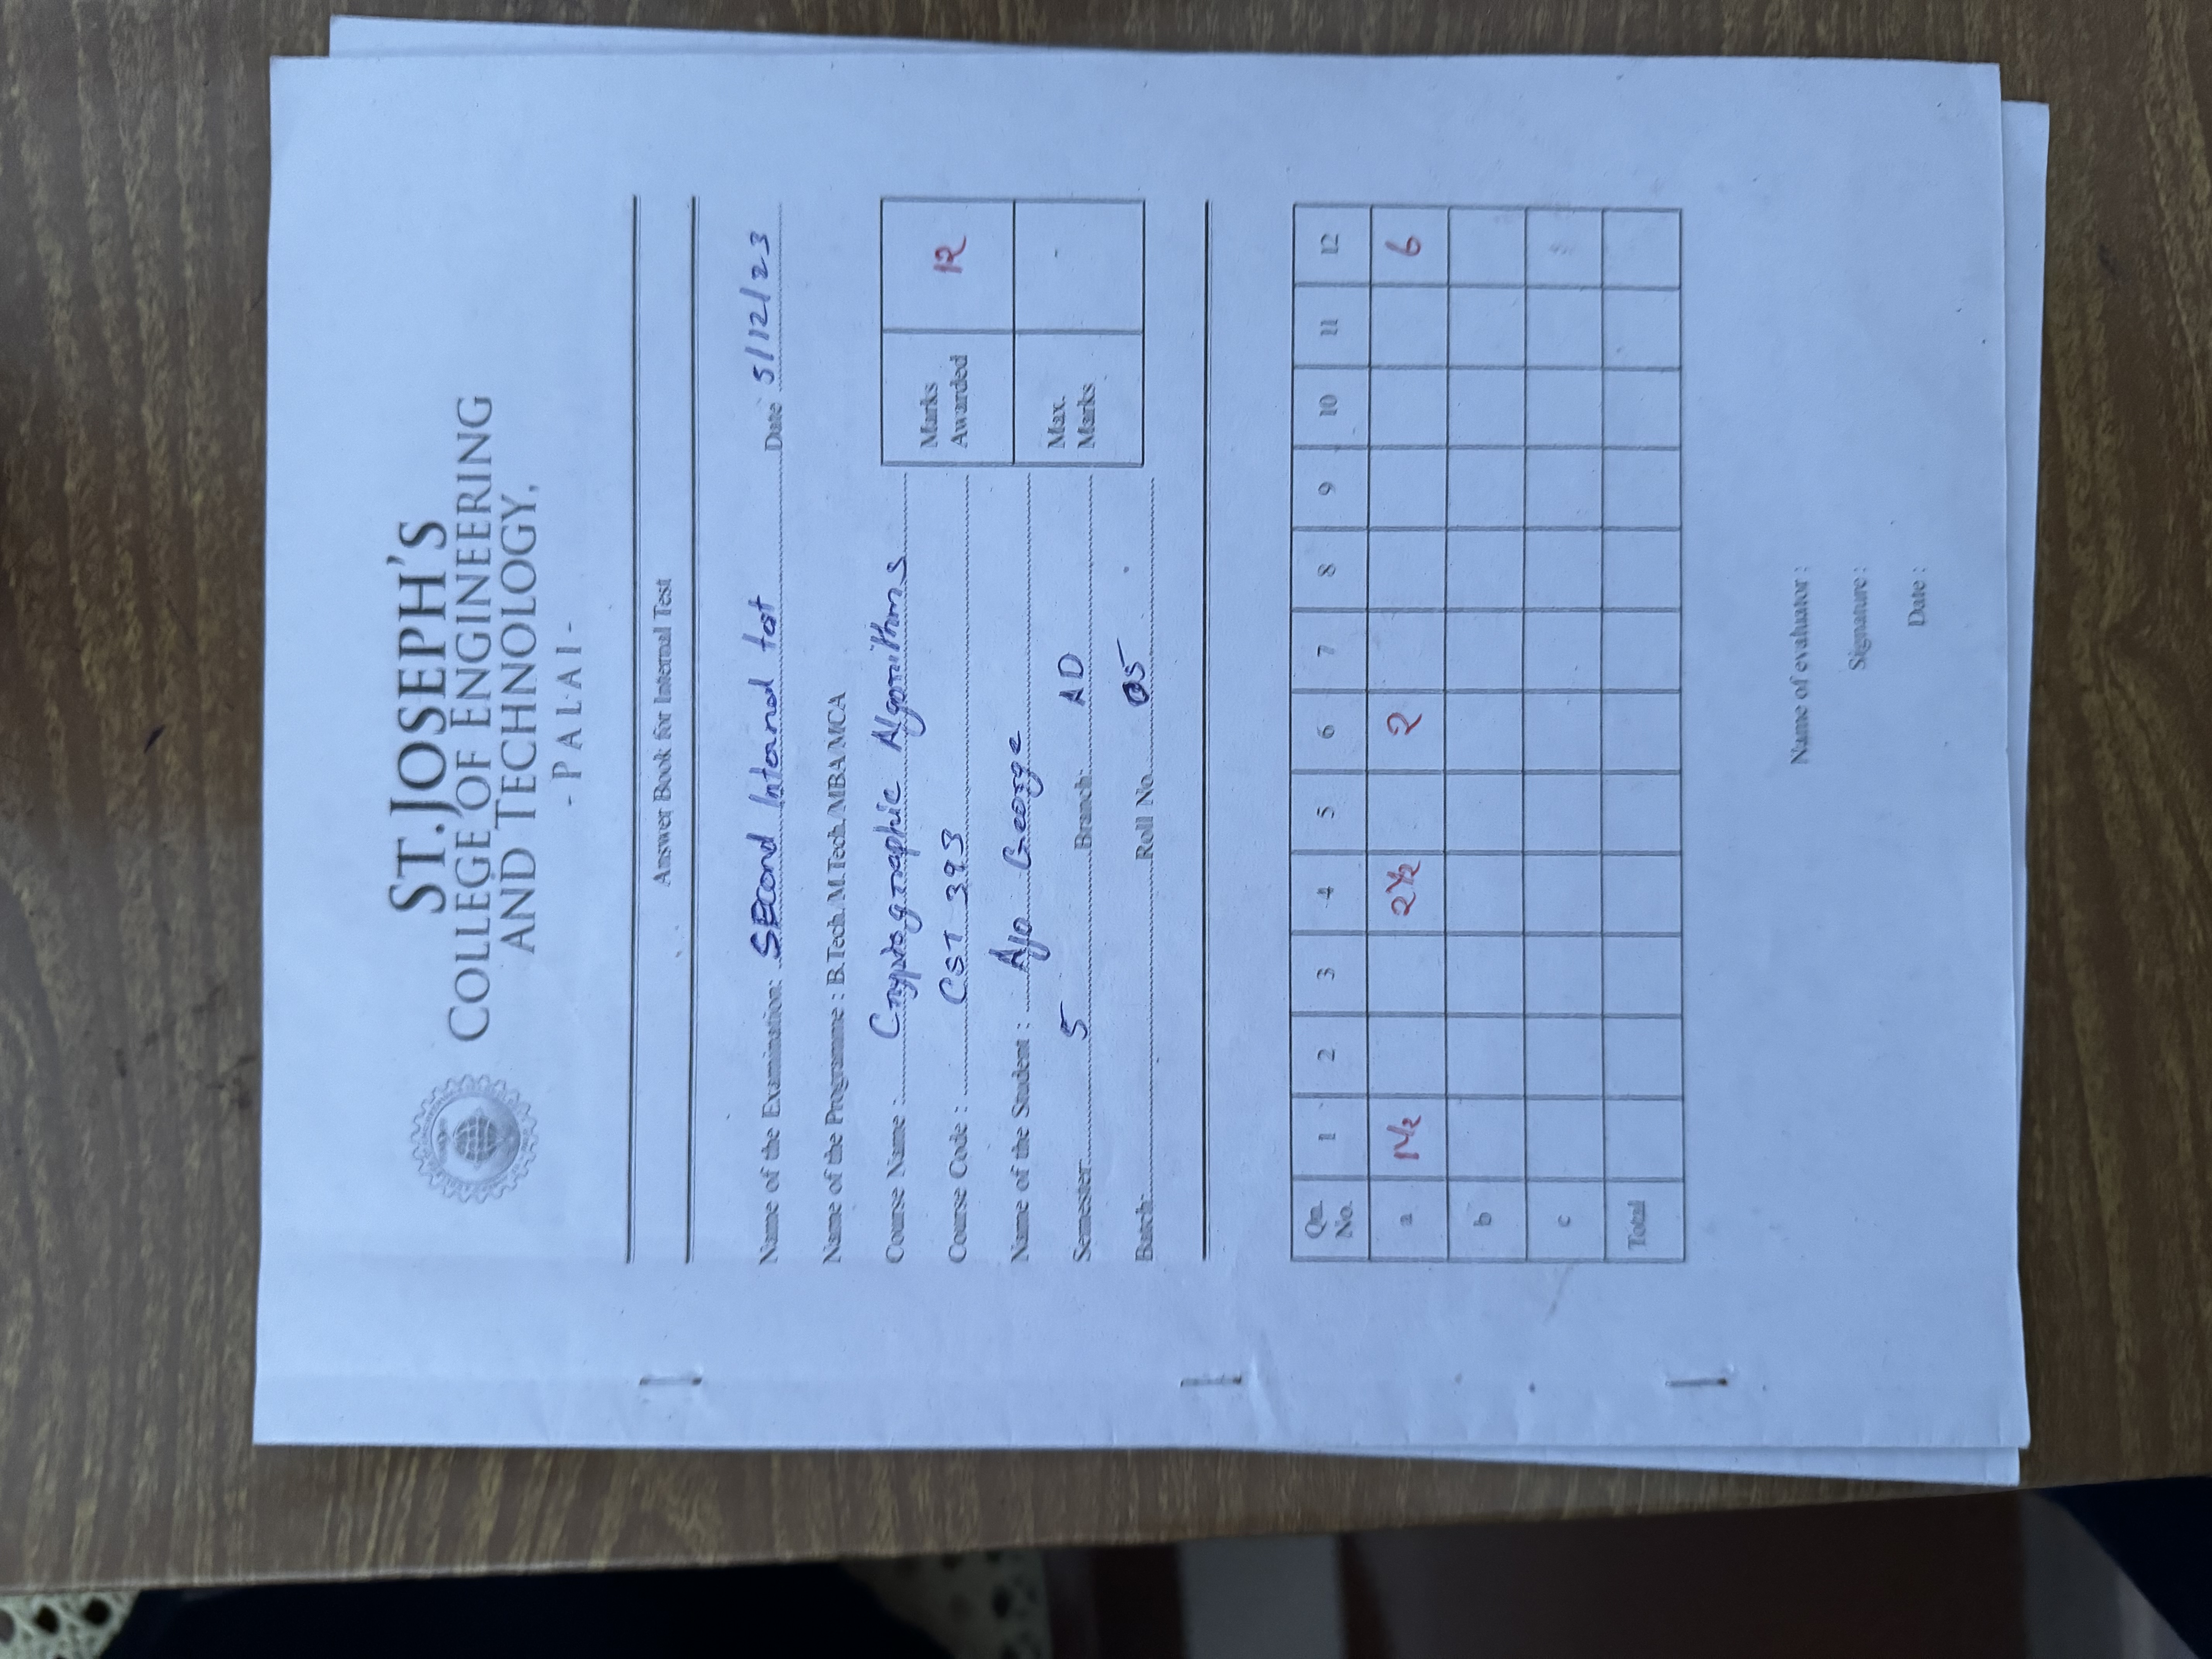 ST.JOSEPH'S
COLLEGE OF ENGINEERING
AND TECHNOLOGY,
- PALAI -
Answer Book for Internal Test
Name of the Examination: SECond Internal test Date 5/12/23
Name of the Programme : B.Tech./M.Tech./MBA/MCA
Course Name : Cryptographic Algorithms
Course Code : CST 393
Name of the Student : Ajo George
Semester: 5 Branch: AD
Batch: Roll No. 05
Marks Awarded 12
Max. Marks -
Qn. No. 1 2 3 4 5 6 7 8 9 10 11 12
a 1½ 2½ 2 6
b
c
Total
Name of evaluator :
Signature :
Date :